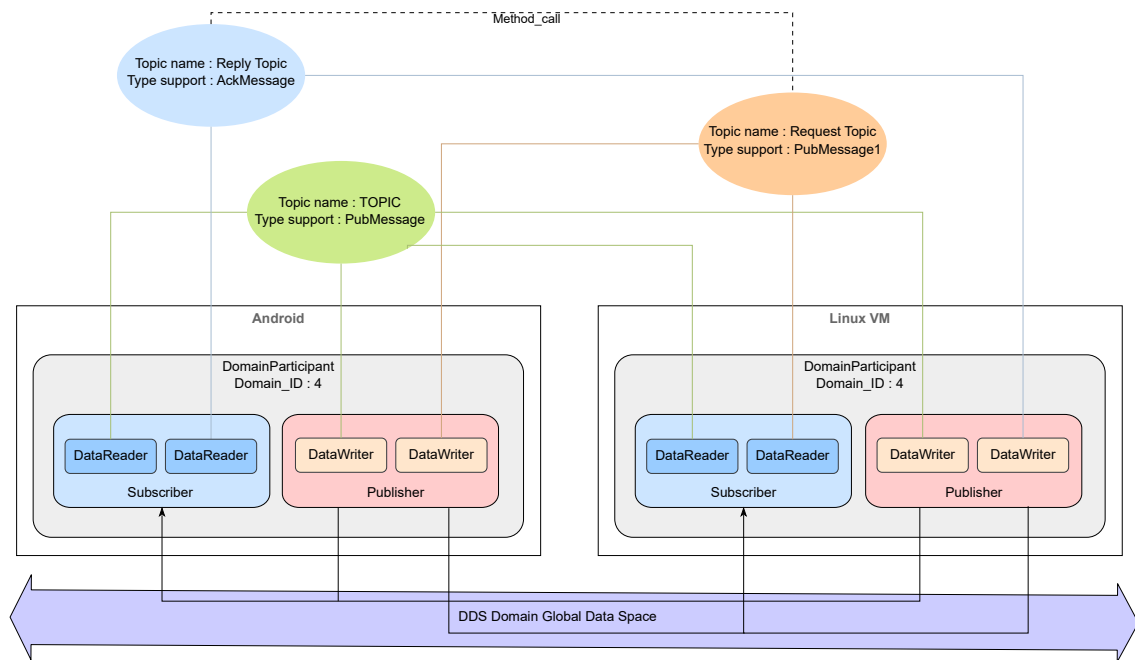 Method_call
Topic name : Reply Topic
Type support : AckMessage
Topic name : Request Topic
Type support : PubMessage1
Topic name : TOPIC
Type support : PubMessage
Android
DomainParticipant
Domain_ID : 4
DataReader
DataReader
Subscriber
DataWriter
DataWriter
Publisher
Linux VM
DomainParticipant
Domain_ID : 4
DataReader
DataReader
Subscriber
DataWriter
DataWriter
Publisher
DDS Domain Global Data Space